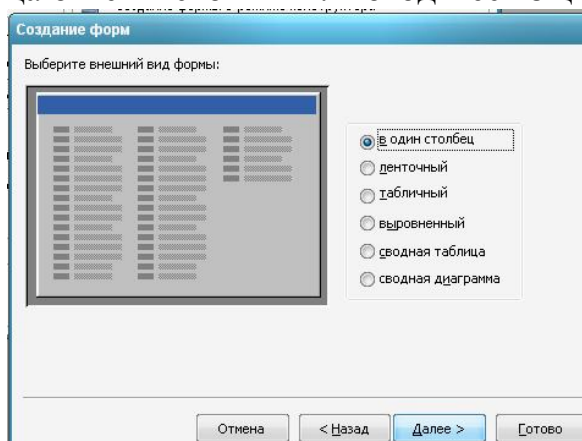 Создание форм
Выберите внешний вид формы:
в один столбец
ленточный
табличный
выровненный
сводная таблица
сводная диаграмма
Отмена
< Назад
Далее >
Готово